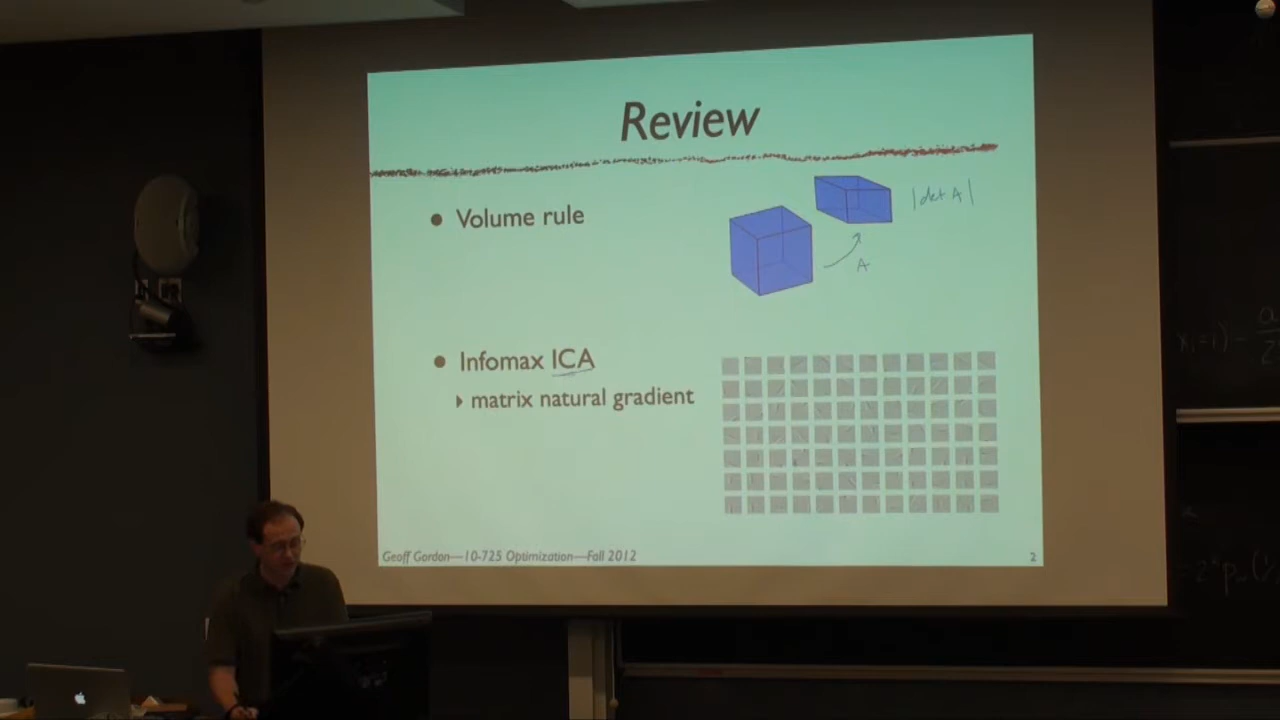 Review
• Volume rule
|det A|
A
• Infomax ICA
▸ matrix natural gradient
Geoff Gordon—10-725 Optimization—Fall 2012
2